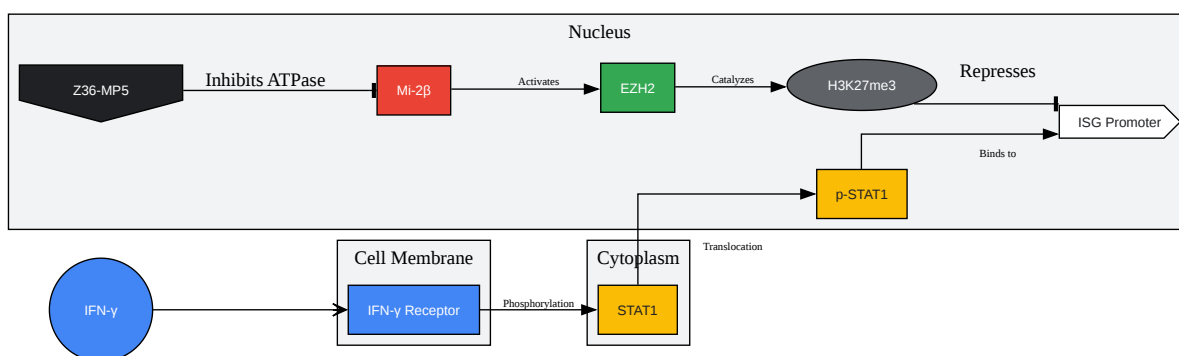 Nucleus
Z36-MP5
Inhibits ATPase
Mi-2β
Activates
EZH2
Catalyzes
H3K27me3
Represses
ISG Promoter
Binds to
p-STAT1
Translocation
Cell Membrane
Cytoplasm
IFN-γ
IFN-γ Receptor
Phosphorylation
STAT1